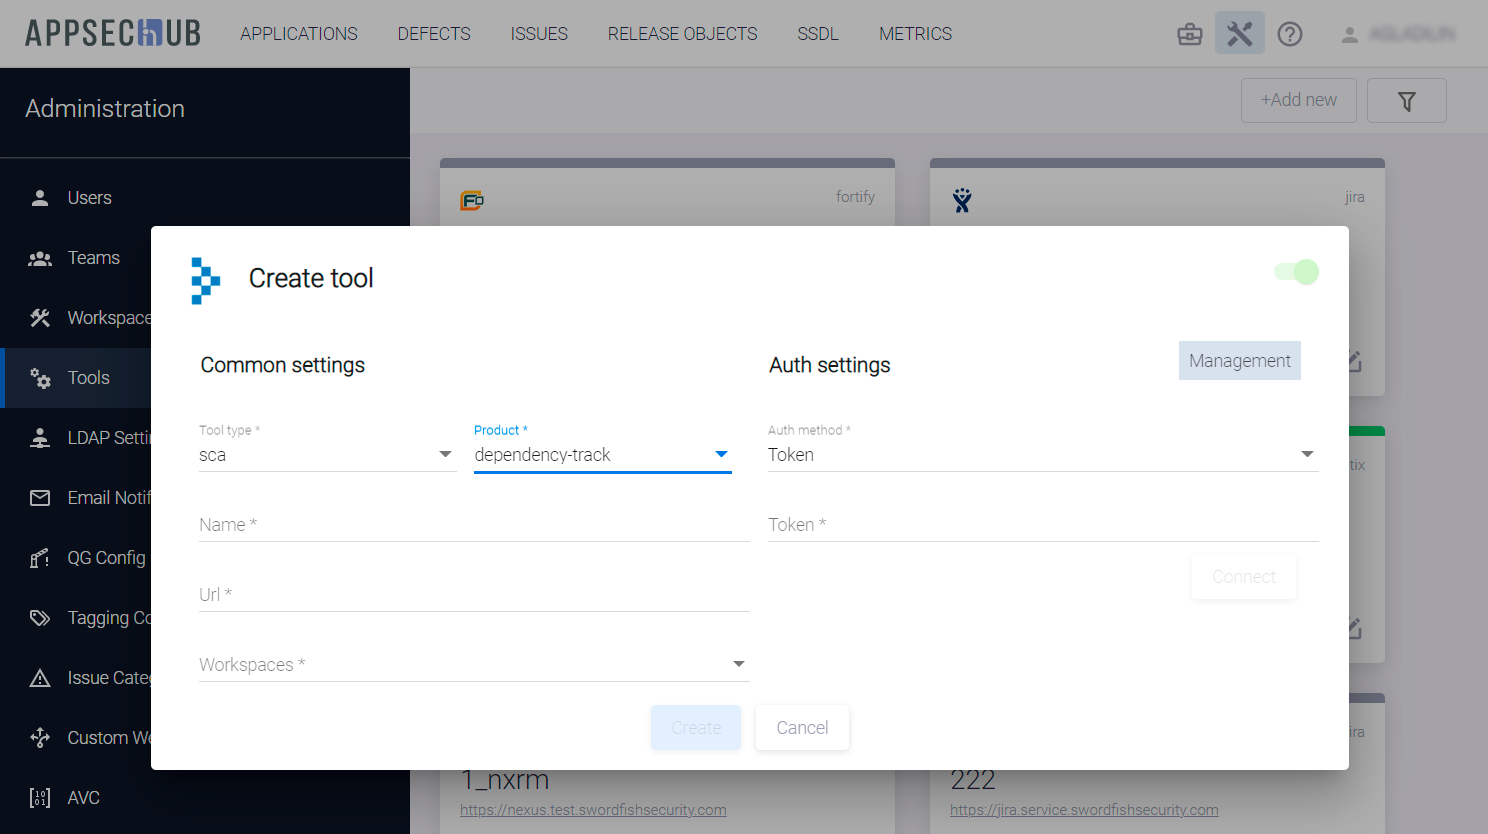 APPSECHUB
APPLICATIONS DEFECTS ISSUES RELEASE OBJECTS SSDL METRICS
Administration
+Add new
Users
Teams
Workspace
Tools
LDAP Setti
Email Notif
QG Config
Tagging Co
Issue Categ
Custom We
AVC
fortify
jira
Create tool
Common settings
Auth settings
Management
Tool type *
sca
Product *
dependency-track
Auth method *
Token
Name *
Token *
Connect
Url *
Workspaces *
Create
Cancel
tix
ira
1_nxrm
https://nexus.test.swordfishsecurity.com
222
https://jira.service.swordfishsecurity.com